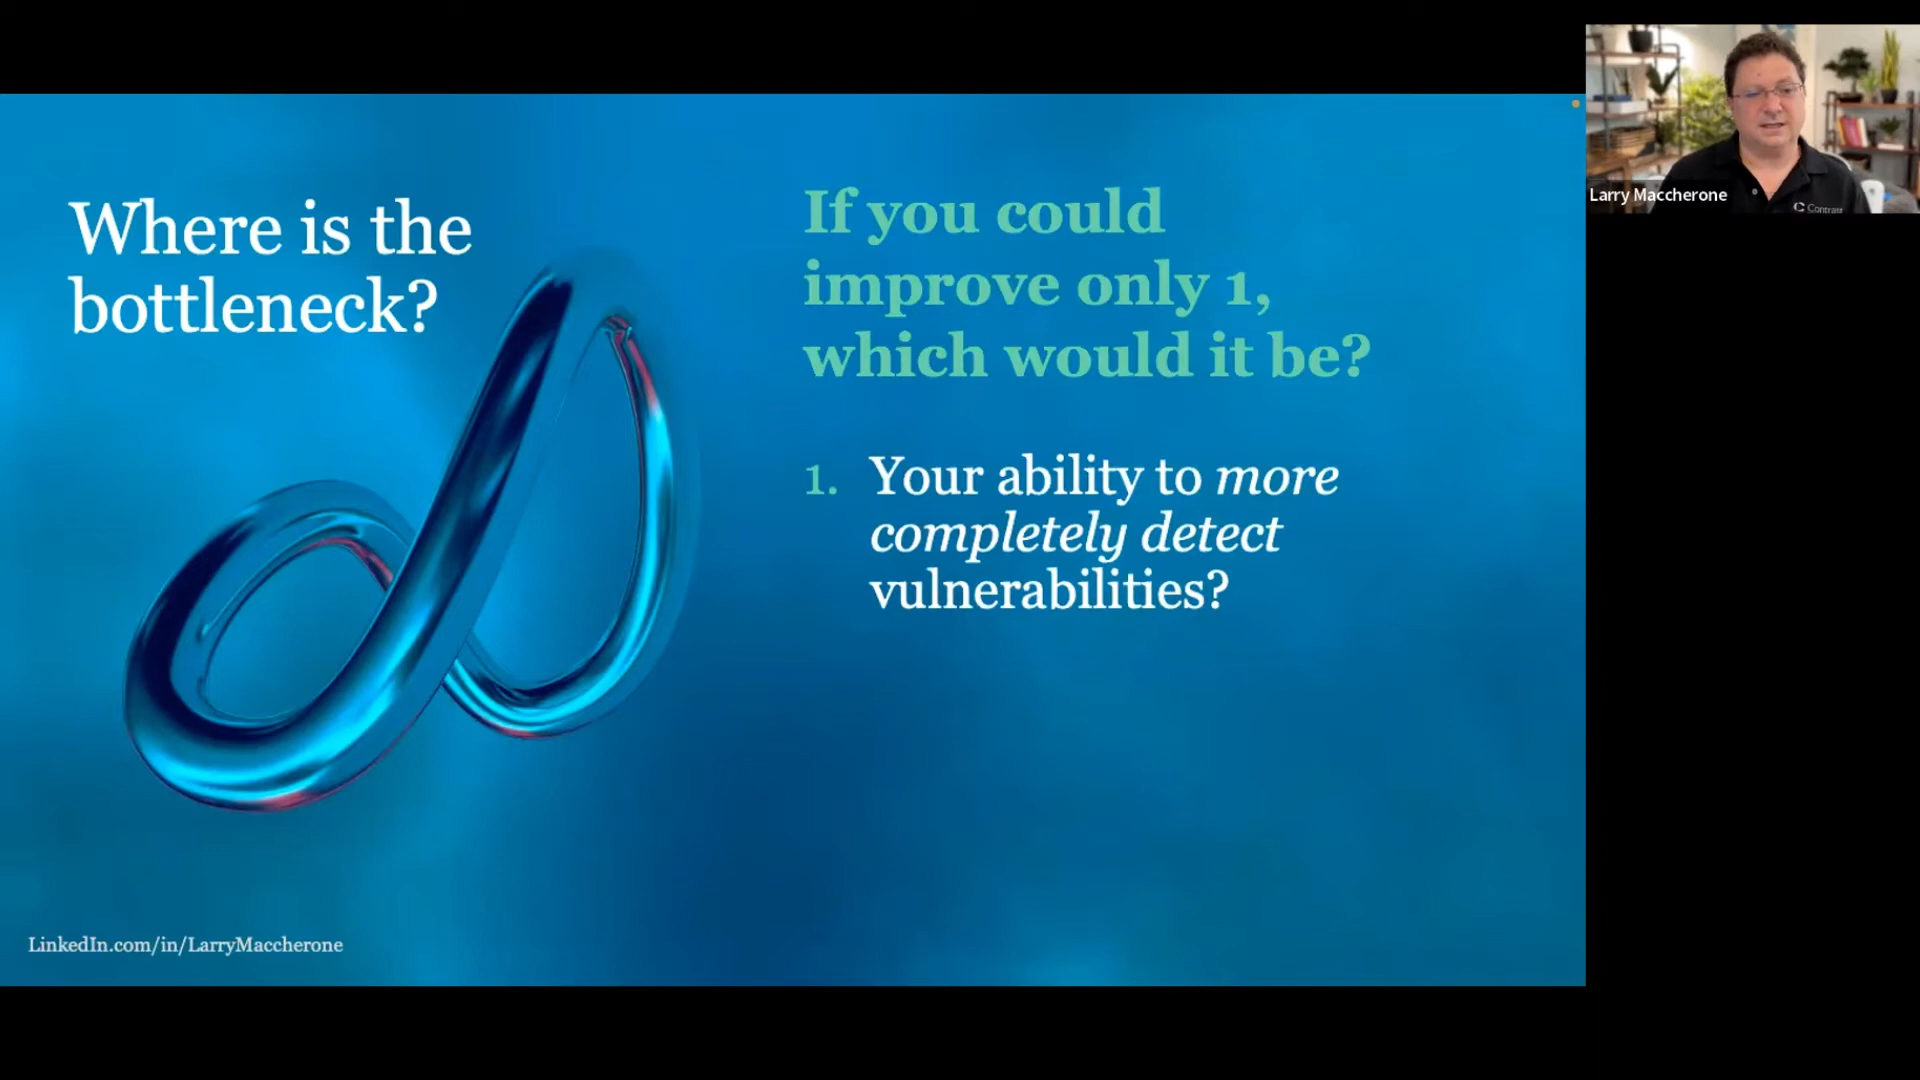 Where is the
bottleneck?
If you could
improve only 1,
which would it be?
1. Your ability to more
completely detect
vulnerabilities?
LinkedIn.com/in/LarryMaccherone
Larry Maccherone
Contrast